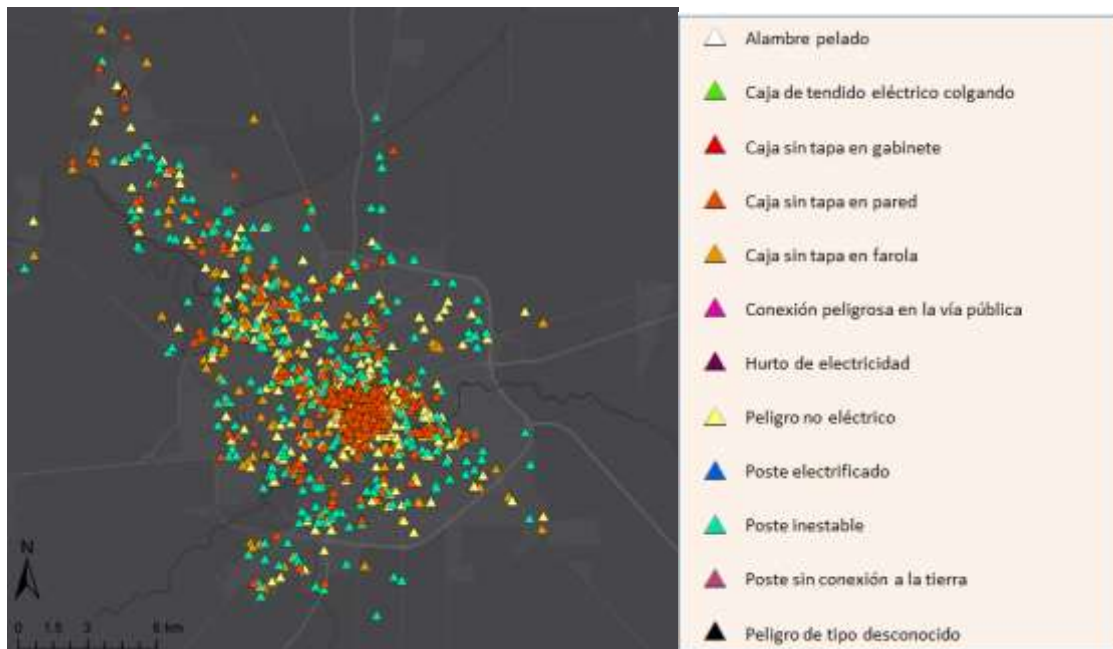 N
0 1.5 3 6 km
Alambre pelado
Caja de tendido eléctrico colgando
Caja sin tapa en gabinete
Caja sin tapa en pared
Caja sin tapa en farola
Conexión peligrosa en la vía pública
Hurto de electricidad
Peligro no eléctrico
Poste electrificado
Poste inestable
Poste sin conexión a la tierra
Peligro de tipo desconocido